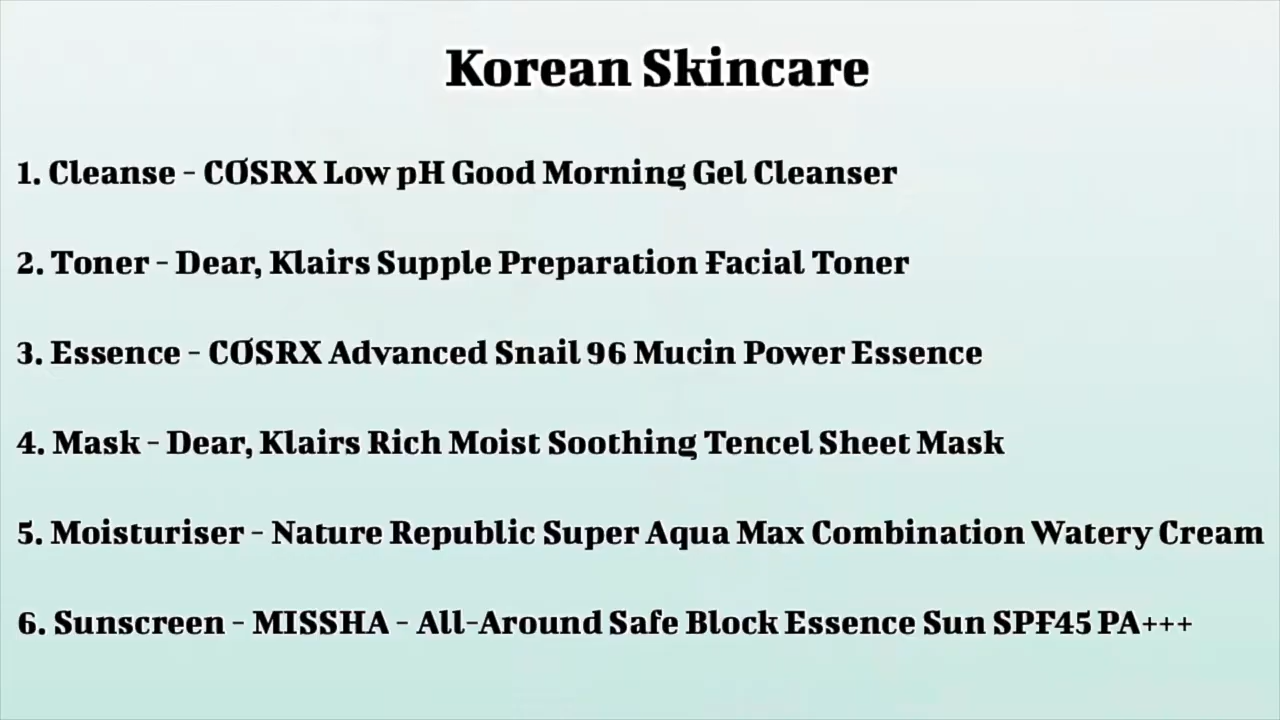 Korean Skincare
1. Cleanse - COSRX Low pH Good Morning Gel Cleanser
2. Toner - Dear, Klairs Supple Preparation Facial Toner
3. Essence - COSRX Advanced Snail 96 Mucin Power Essence
4. Mask - Dear, Klairs Rich Moist Soothing Tencel Sheet Mask
5. Moisturiser - Nature Republic Super Aqua Max Combination Watery Cream
6. Sunscreen - MISSHA - All-Around Safe Block Essence Sun SPF45 PA+++